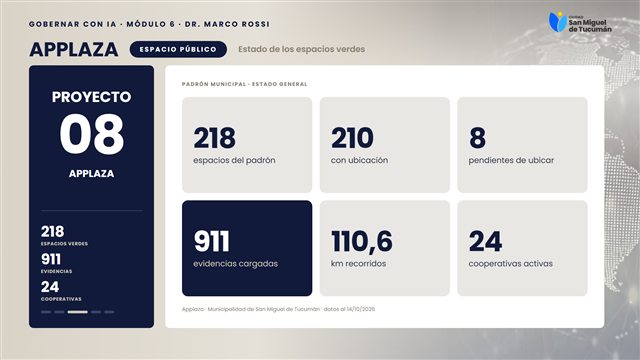 GOBERNAR CON IA · MÓDULO 6 · DR. MARCO ROSSI
Ciudad
San Miguel
de Tucumán
APPLAZA
ESPACIO PÚBLICO
Estado de los espacios verdes
PROYECTO
08
APPLAZA
218
ESPACIOS VERDES
911
EVIDENCIAS
24
COOPERATIVAS
PADRÓN MUNICIPAL · ESTADO GENERAL
218
espacios del padrón
210
con ubicación
8
pendientes de ubicar
911
evidencias cargadas
110,6
km recorridos
24
cooperativas activas
Applaza · Municipalidad de San Miguel de Tucumán · datos al 14/10/2025